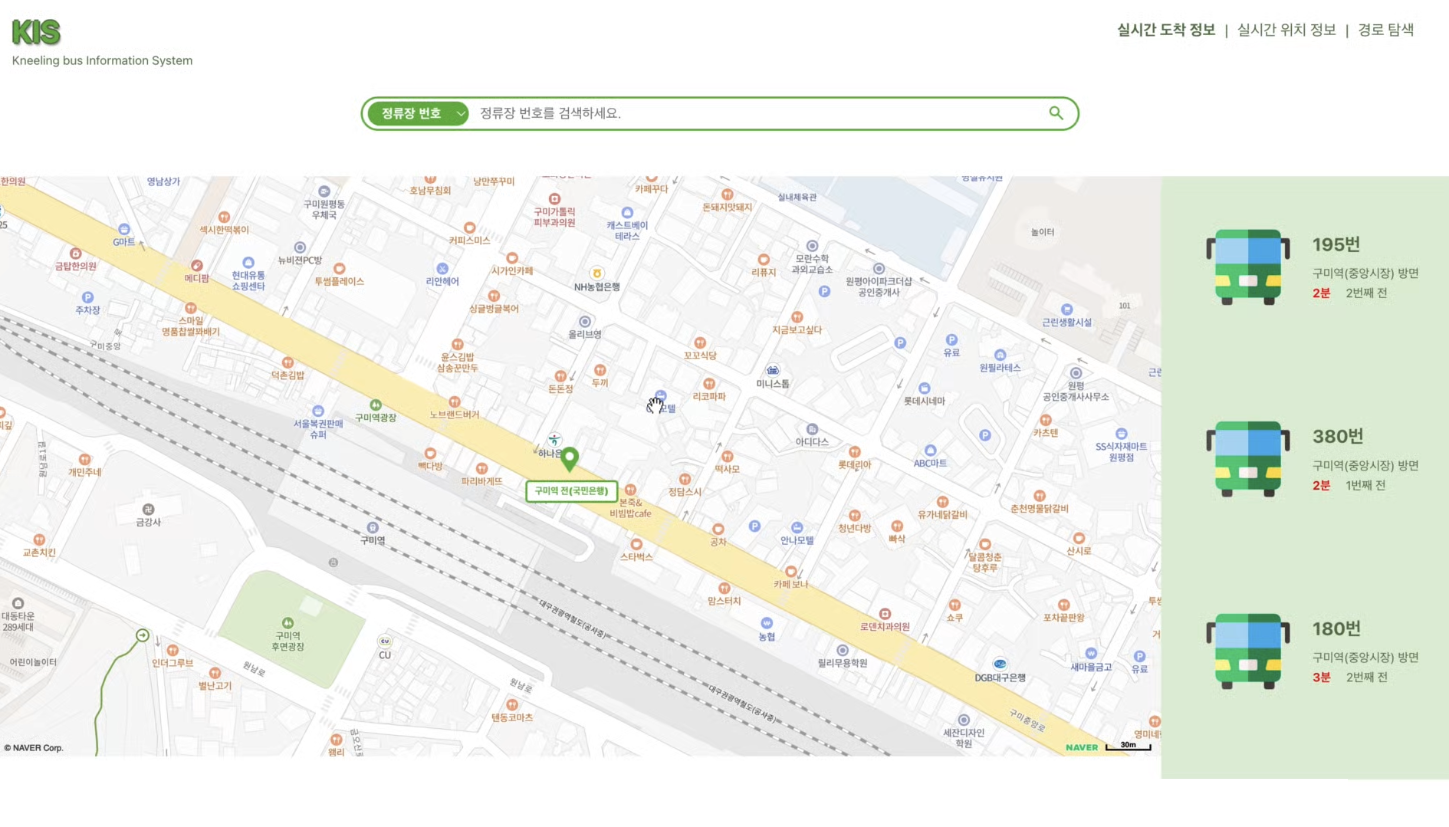 KIS
Kneeling bus Information System
실시간 도착 정보 | 실시간 위치 정보 | 경로 탐색
정류장 번호
정류장 번호를 검색하세요.
한의원
영남상가
호남무침회
낭만쭈꾸미
카페꾸다
구미원평동
우체국
구미가톨릭
피부과의원
캐스트베이
테라스
돈돼지맛돼지
실내체육관
놀이터
25
G마트
섹시한떡볶이
커피스미스
금탑한의원
메디팜
현대유통
쇼핑센타
뉴비젼PC방
투썸플레이스
리안헤어
시가인카페
NH농협은행
리퓨지
모란수학
과외교습소
원평아이파크더샵
공인중개사
101
주차장
스마일
명품찹쌀꽈배기
싱글벙글복어
올리브영
지금보고싶다
근린생활시설
덕촌김밥
윤스김밥
삼송꾼만두
돈돈정
두끼
꼬꼬식당
미니스톱
유료
원필라테스
원평
공인중개사사무소
서울복권판매
슈퍼
구미역광장
노브랜드버거
모텔
리코파파
롯데시네마
아디다스
카츠텐
SS식자재마트
원평점
원남로1길
개인주네
빽다방
파리바게뜨
하나은
구미역 전(국민은행)
떡사모
롯데리아
ABC마트
정담스시
본죽&
비빔밥cafe
금강사
구미역
스타벅스
공차
안나모텔
청년다방
빠삭
유가네닭갈비
춘천명물닭갈비
교촌치킨
카페 보나
달콤청춘
탕후루
산시로
맘스터치
대동타운
289세대
대구권광역철도(공사중)
구미역
후면광장
농협
로덴치과의원
쇼쿠
포차끝판왕
어린이놀이터
인더그루브
원남로
CU
릴리무용학원
별난고기
원남로
DGB대구은행
새마을금고
유료
텐동코마츠
대구권광역철도(공사중)
구미중앙로
세잔디자인
학원
© NAVER Corp.
NAVER
30m
195번
구미역(중앙시장) 방면
2분 2번째 전
380번
구미역(중앙시장) 방면
2분 1번째 전
180번
구미역(중앙시장) 방면
3분 2번째 전